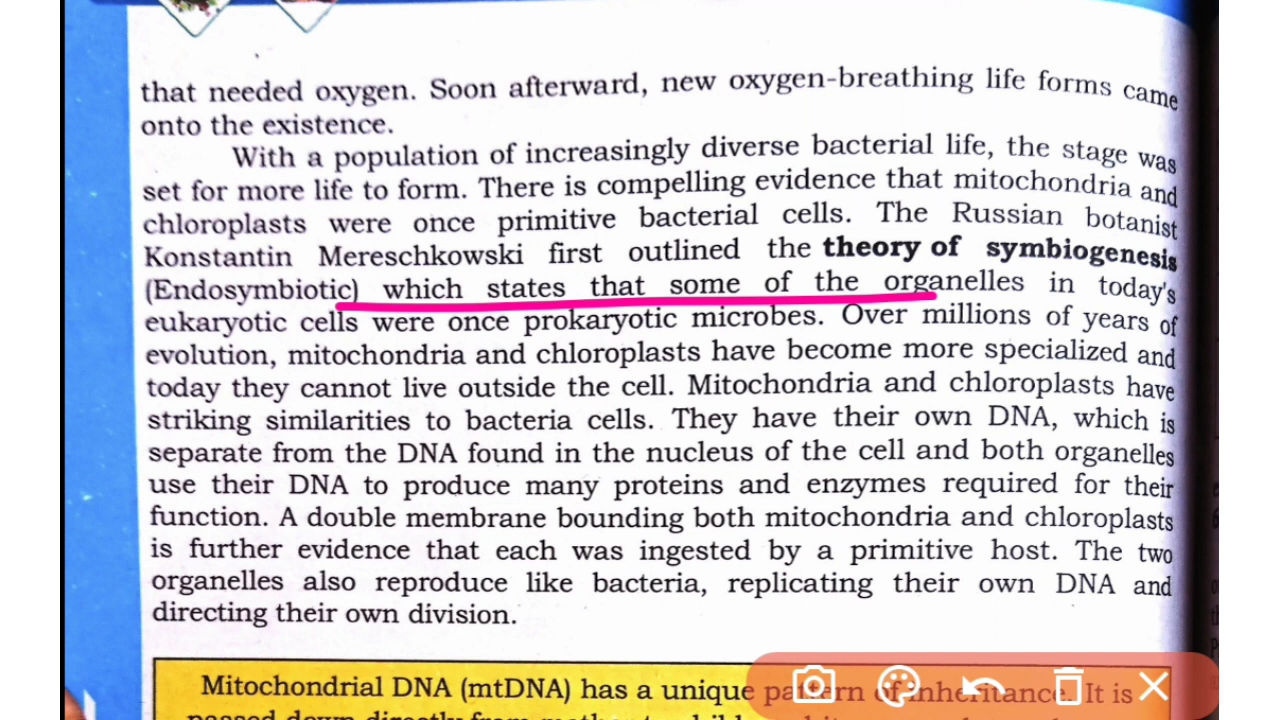 that needed oxygen. Soon afterward, new oxygen-breathing life forms came
onto the existence.
With a population of increasingly diverse bacterial life, the stage was
set for more life to form. There is compelling evidence that mitochondria and
chloroplasts were once primitive bacterial cells. The Russian botanist
Konstantin Mereschkowski first outlined the theory of symbiogenesis
(Endosymbiotic) which states that some of the organelles in today's
eukaryotic cells were once prokaryotic microbes. Over millions of years of
evolution, mitochondria and chloroplasts have become more specialized and
today they cannot live outside the cell. Mitochondria and chloroplasts have
striking similarities to bacteria cells. They have their own DNA, which is
separate from the DNA found in the nucleus of the cell and both organelles
use their DNA to produce many proteins and enzymes required for their
function. A double membrane bounding both mitochondria and chloroplasts
is further evidence that each was ingested by a primitive host. The two
organelles also reproduce like bacteria, replicating their own DNA and
directing their own division.
Mitochondrial DNA (mtDNA) has a unique pattern of inheritance. It is
passed down directly from mother to child